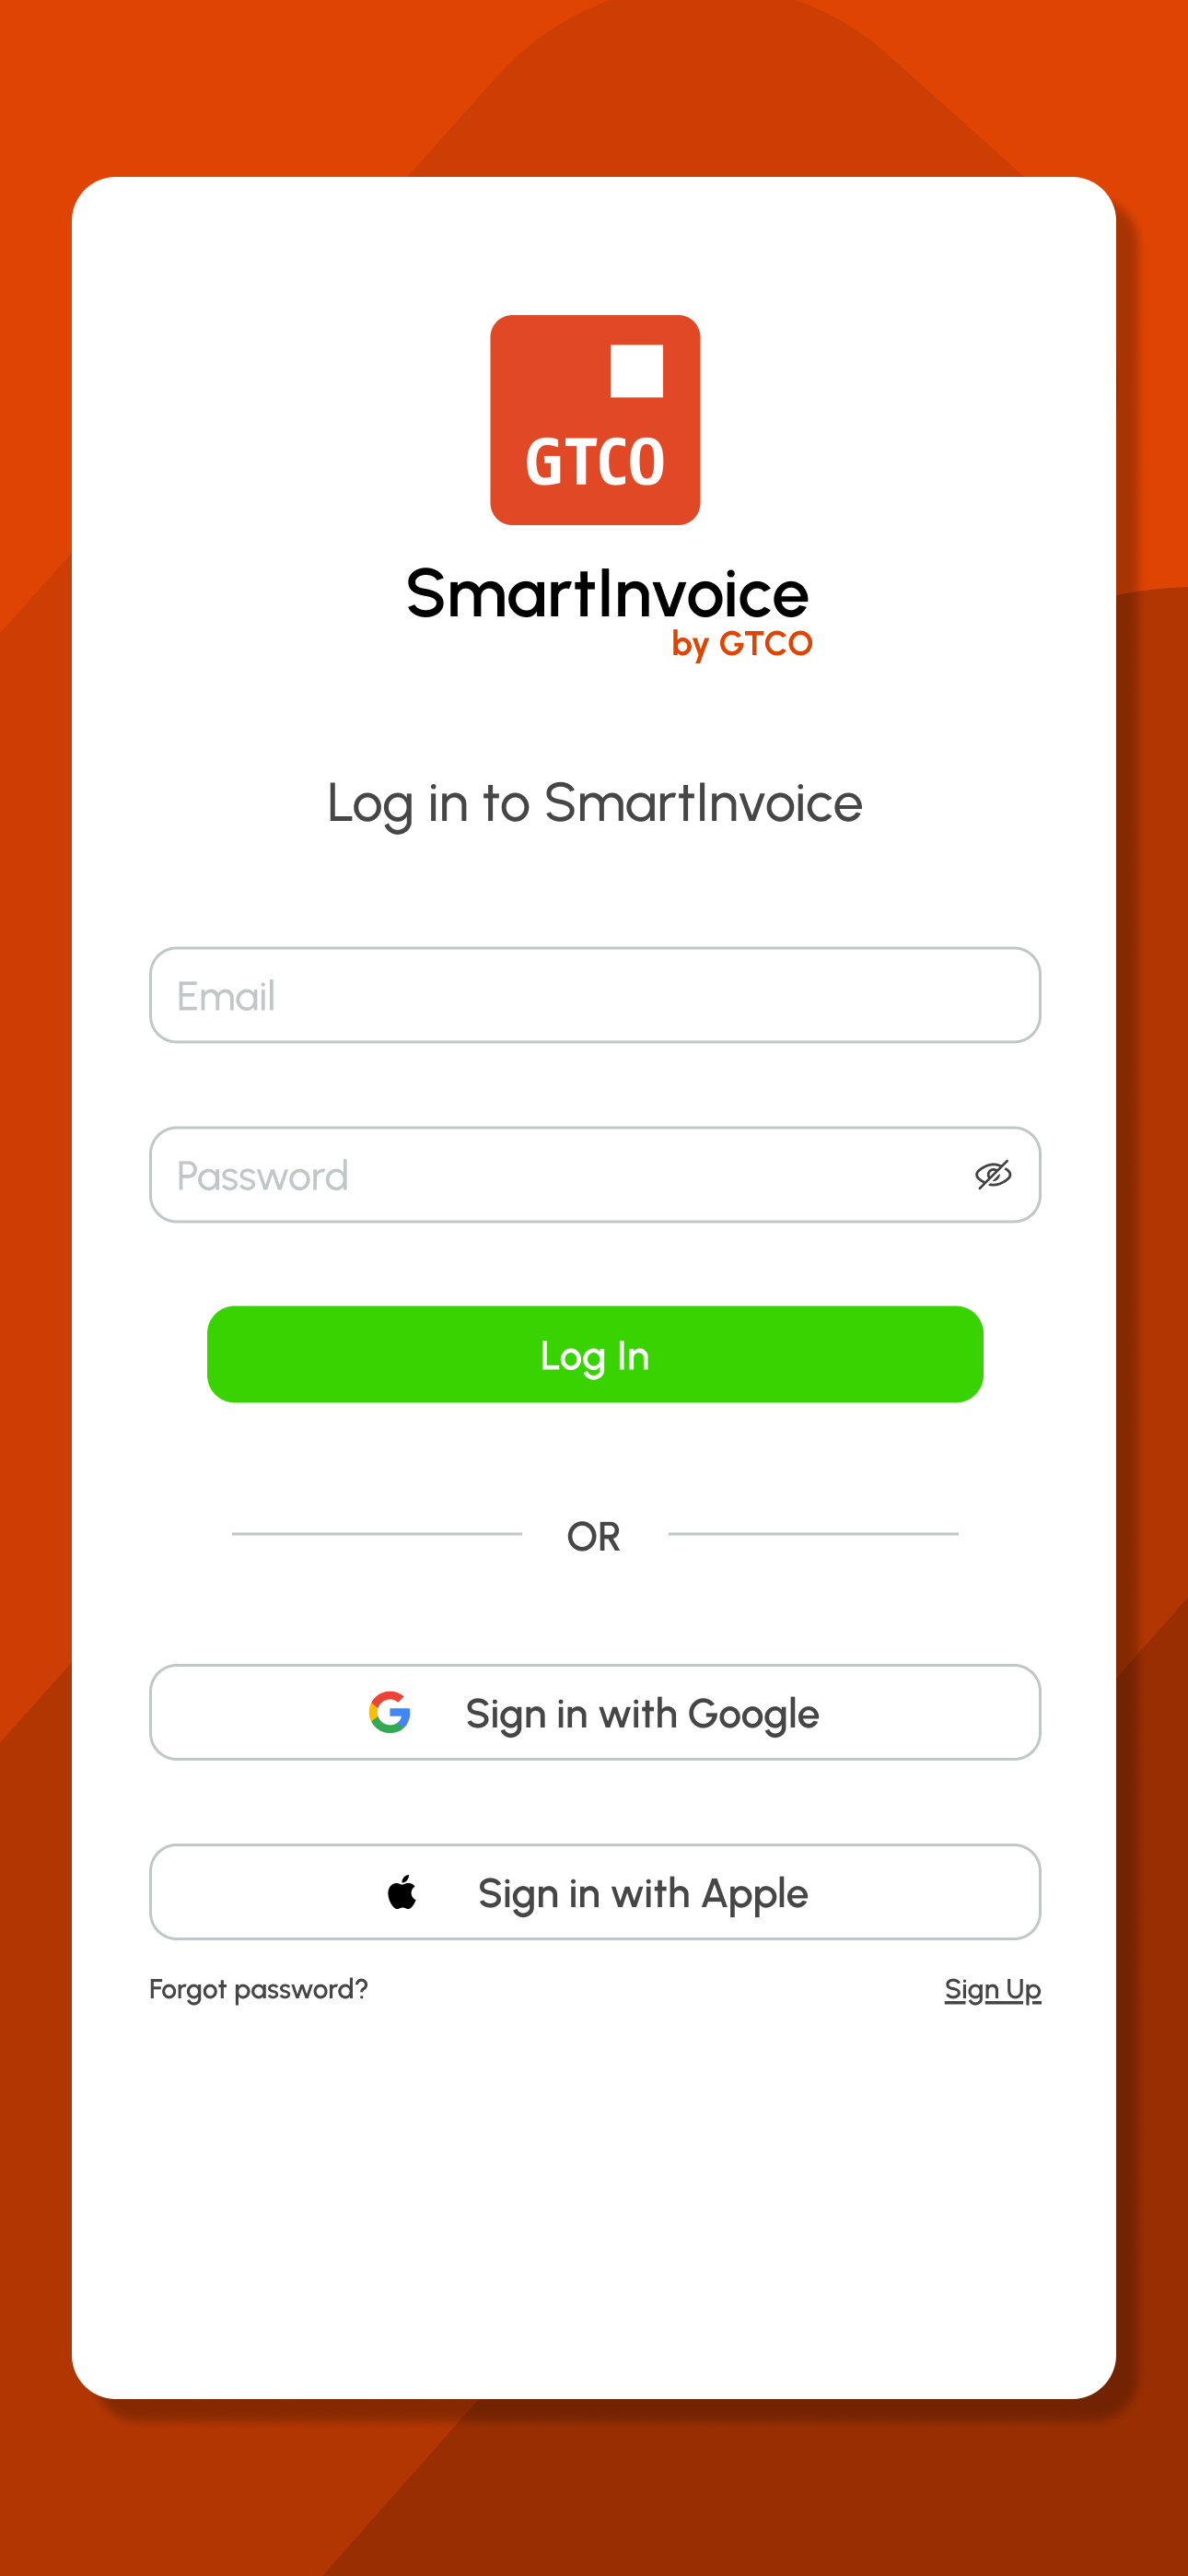 GTCO
SmartInvoice
by GTCO
Log in to SmartInvoice
Email
Password
Log In
OR
Sign in with Google
Sign in with Apple
Forgot password?
Sign Up